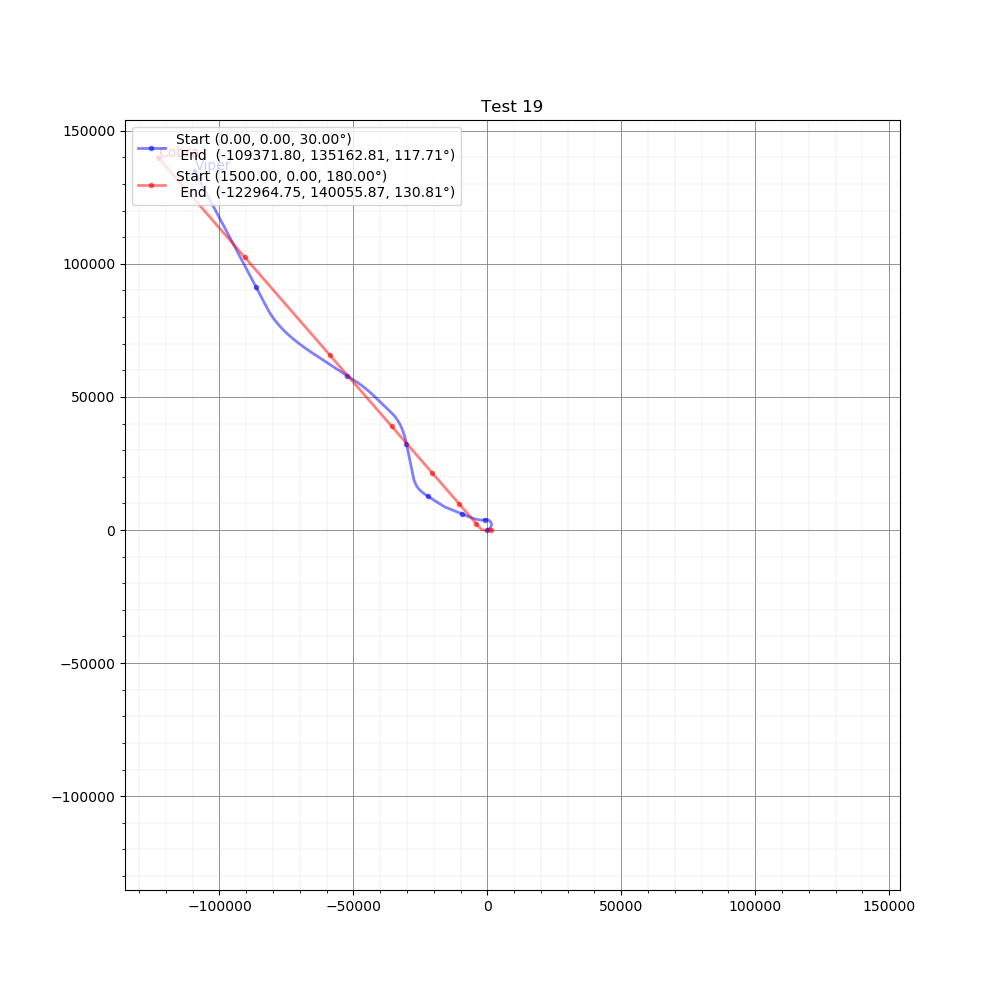 Test 19
150000
100000
50000
0
−50000
−100000
Start (0.00, 0.00, 30.00°)
End (-109371.80, 135162.81, 117.71°)
Start (1500.00, 0.00, 180.00°)
End (-122964.75, 140055.87, 130.81°)
Cobra
Viper
−100000
−50000
0
50000
100000
150000